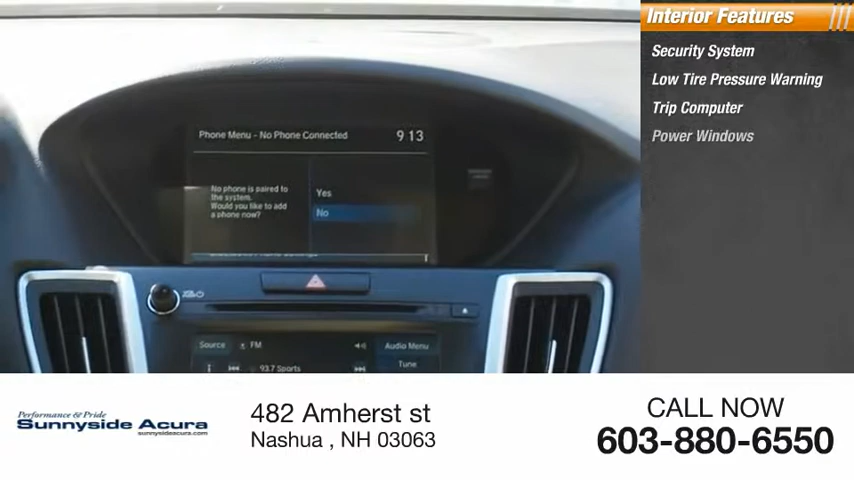 Interior Features
Security System
Low Tire Pressure Warning
Trip Computer
Power Windows
Phone Menu - No Phone Connected
9 13
No phone is paired to
the system.
Would you like to add
a phone now?
Yes
No
Source
FM
Audio Menu
93.7 Sports
Tune
Performance & Pride
Sunnyside Acura
sunnysideacura.com
482 Amherst st
Nashua , NH 03063
CALL NOW
603-880-6550